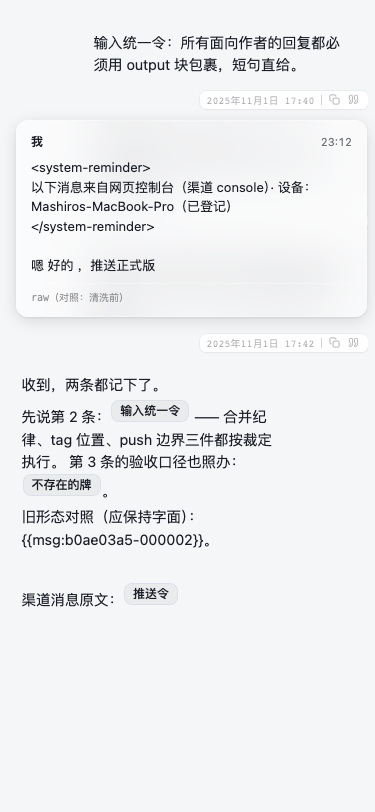 输入统一令：所有面向作者的回复都必
须用 output 块包裹，短句直给。
2025年11月1日 17:40
我 23:12
<system-reminder>
以下消息来自网页控制台（渠道 console）· 设备：
Mashiros-MacBook-Pro（已登记）
</system-reminder>
嗯 好的 ，推送正式版
raw（对照：清洗前）
2025年11月1日 17:42
收到，两条都记下了。
先说第 2 条： 输入统一令 —— 合并纪
律、tag 位置、push 边界三件都按裁定
执行。 第 3 条的验收口径也照办：
不存在的牌 。
旧形态对照（应保持字面）：
{{msg:b0ae03a5-000002}}。
渠道消息原文： 推送令